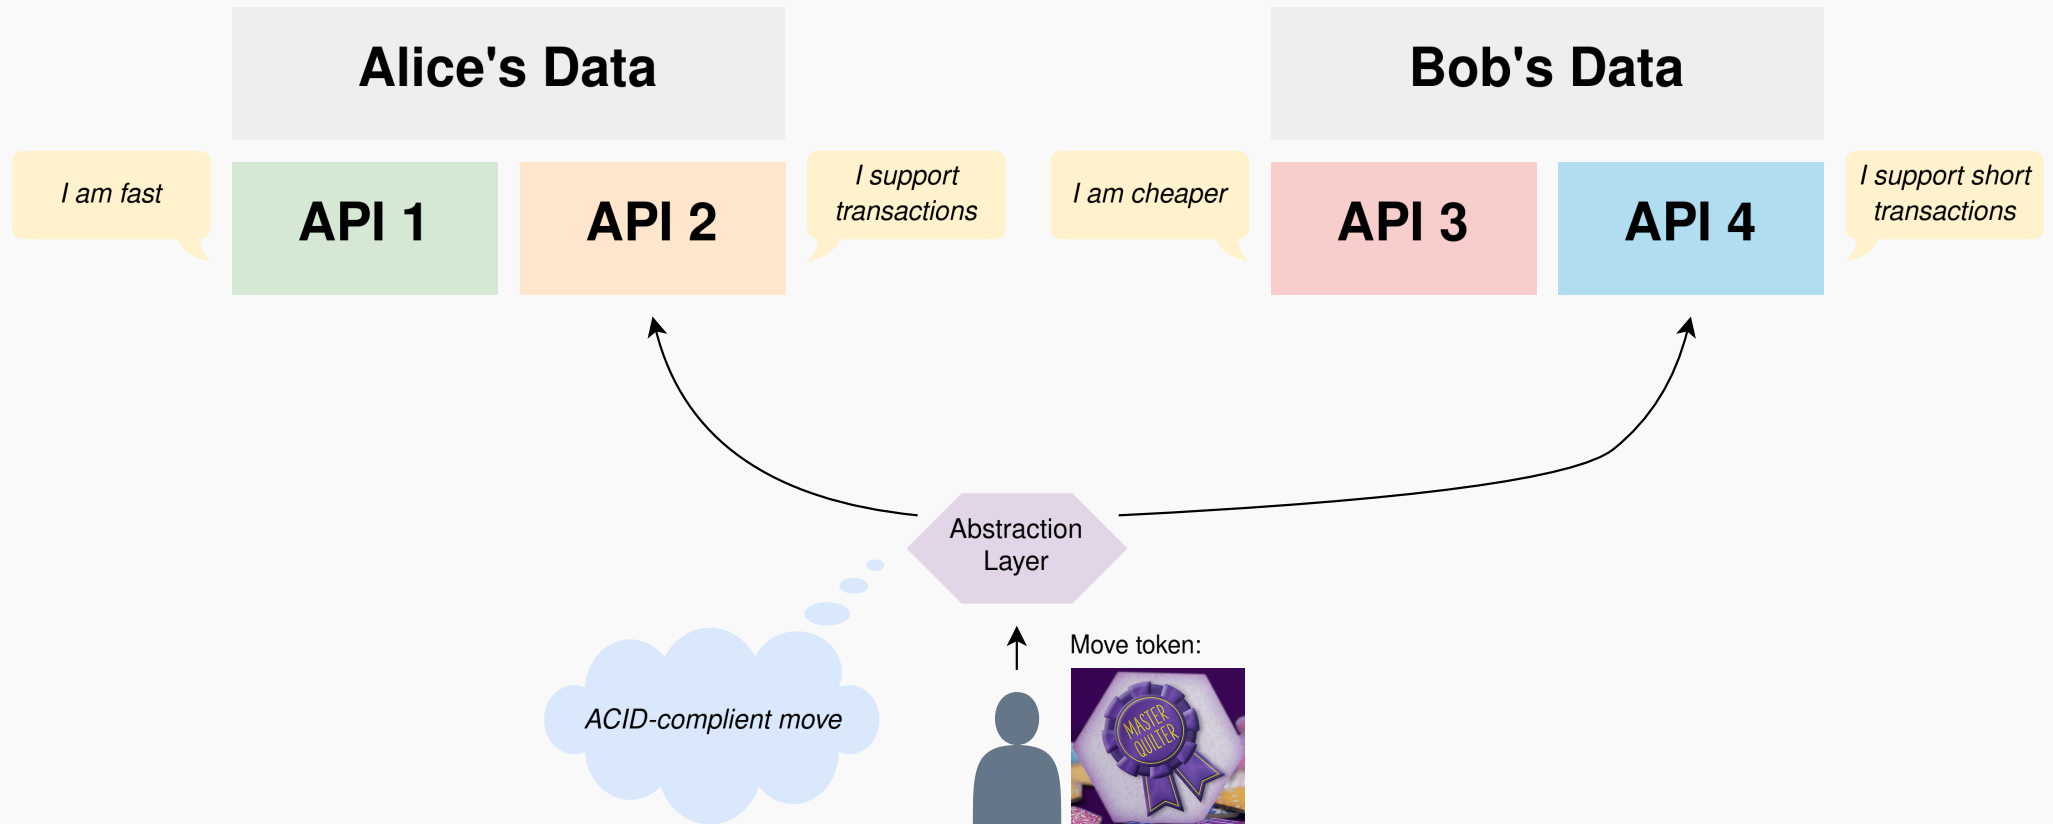 Alice's Data
Bob's Data
I am fast
API 1
API 2
I support
transactions
I am cheaper
API 3
API 4
I support short
transactions
Abstraction
Layer
Move token:
ACID-complient move
MASTER
QUILTER